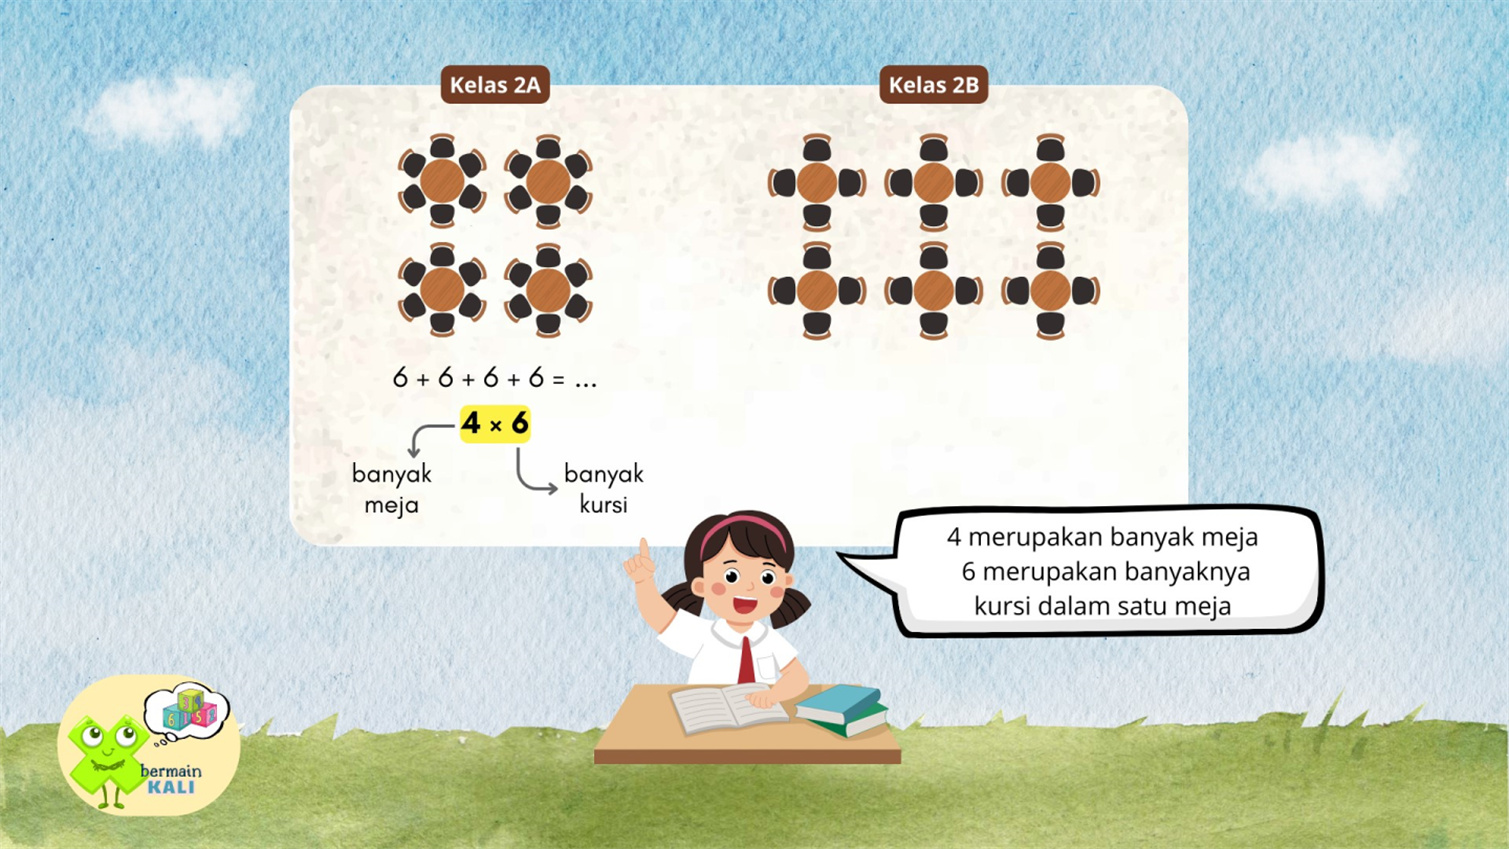 Kelas 2A
Kelas 2B
6 + 6 + 6 + 6 = ...
4 × 6
banyak
meja
banyak
kursi
4 merupakan banyak meja
6 merupakan banyaknya
kursi dalam satu meja
bermain
KALI